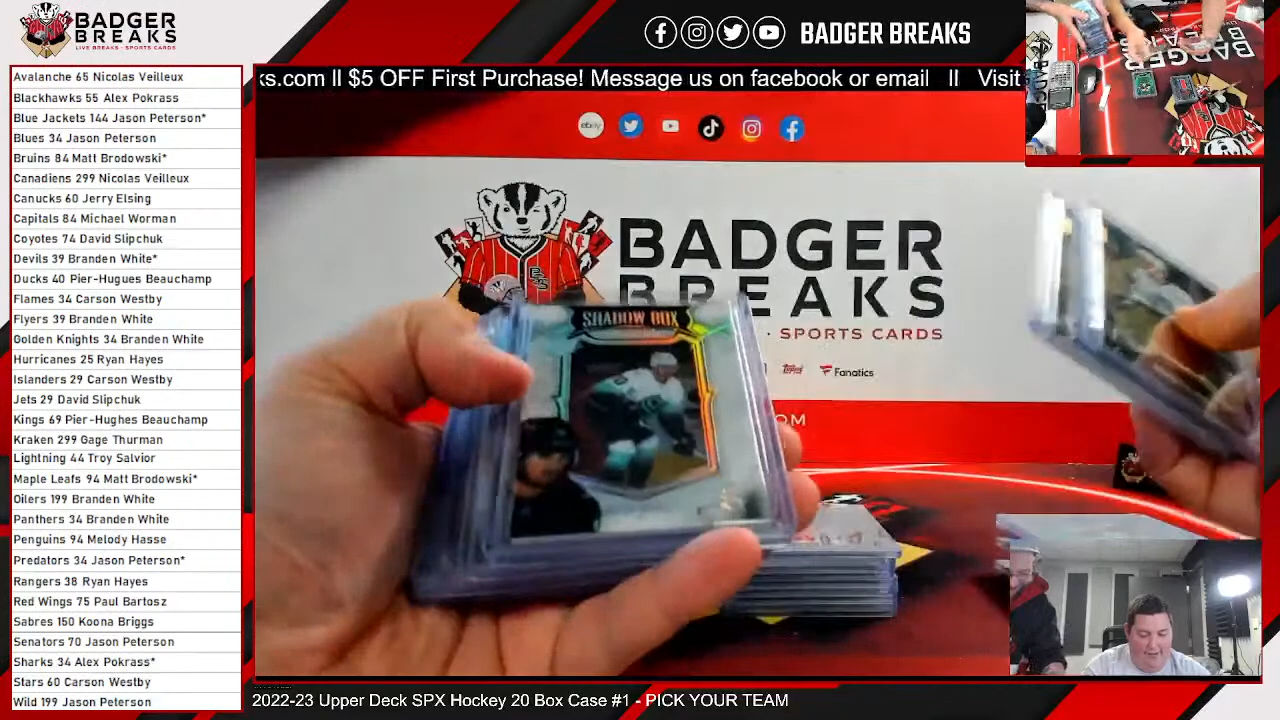 BADGER
BREAKS
LIVE BREAKS · SPORTS CARDS
BADGER BREAKS
ks.com ll $5 OFF First Purchase! Message us on facebook or email ll Visit
Avalanche 65 Nicolas Veilleux
Blackhawks 55 Alex Pokrass
Blue Jackets 144 Jason Peterson*
Blues 34 Jason Peterson
Bruins 84 Matt Brodowski*
Canadiens 299 Nicolas Veilleux
Canucks 60 Jerry Elsing
Capitals 84 Michael Worman
Coyotes 74 David Slipchuk
Devils 39 Branden White*
Ducks 40 Pier-Hugues Beauchamp
Flames 34 Carson Westby
Flyers 39 Branden White
Golden Knights 34 Branden White
Hurricanes 25 Ryan Hayes
Islanders 29 Carson Westby
Jets 29 David Slipchuk
Kings 69 Pier-Hughes Beauchamp
Kraken 299 Gage Thurman
Lightning 44 Troy Salvior
Maple Leafs 94 Matt Brodowski*
Oilers 199 Branden White
Panthers 34 Branden White
Penguins 94 Melody Hasse
Predators 34 Jason Peterson*
Rangers 38 Ryan Hayes
Red Wings 75 Paul Bartosz
Sabres 150 Koona Briggs
Senators 70 Jason Peterson
Sharks 34 Alex Pokrass*
Stars 60 Carson Westby
Wild 199 Jason Peterson
ebay
BADGER
BREAKS
· SPORTS CARDS
Fanatics
OM
SHADOW BOX
BADGER
2022-23 Upper Deck SPX Hockey 20 Box Case #1 - PICK YOUR TEAM